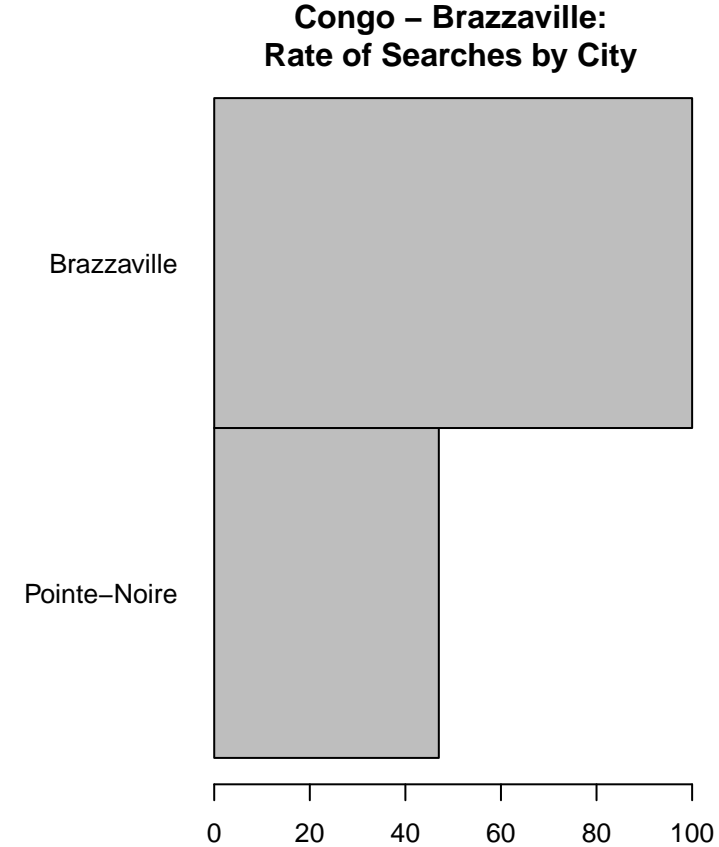 Congo – Brazzaville:
Rate of Searches by City
Brazzaville
Pointe−Noire
0 20 40 60 80 100